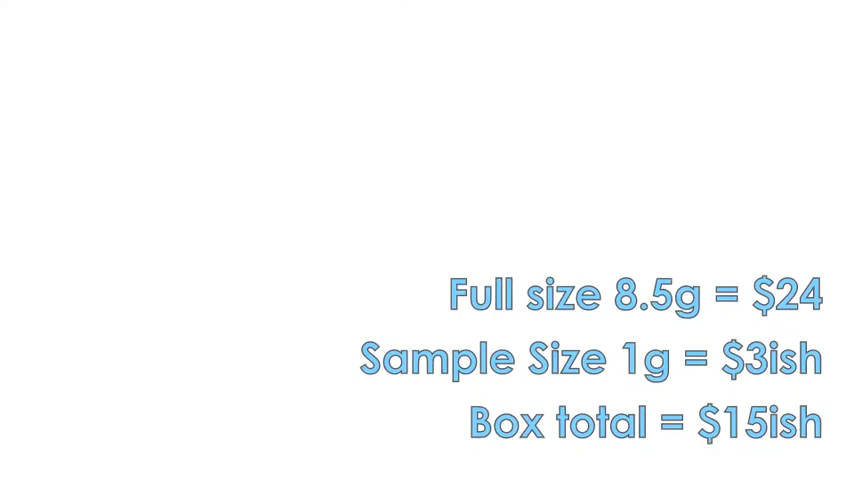 Full size 8.5g = $24
Sample Size 1g = $3ish
Box total = $15ish